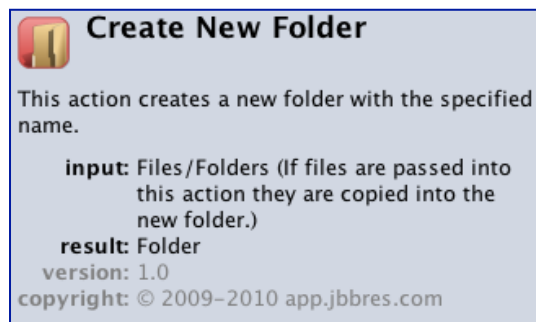 Create New Folder
This action creates a new folder with the specified
name.
input: Files/Folders (If files are passed into
this action they are copied into the
new folder.)
result: Folder
version: 1.0
copyright: © 2009–2010 app.jbbres.com